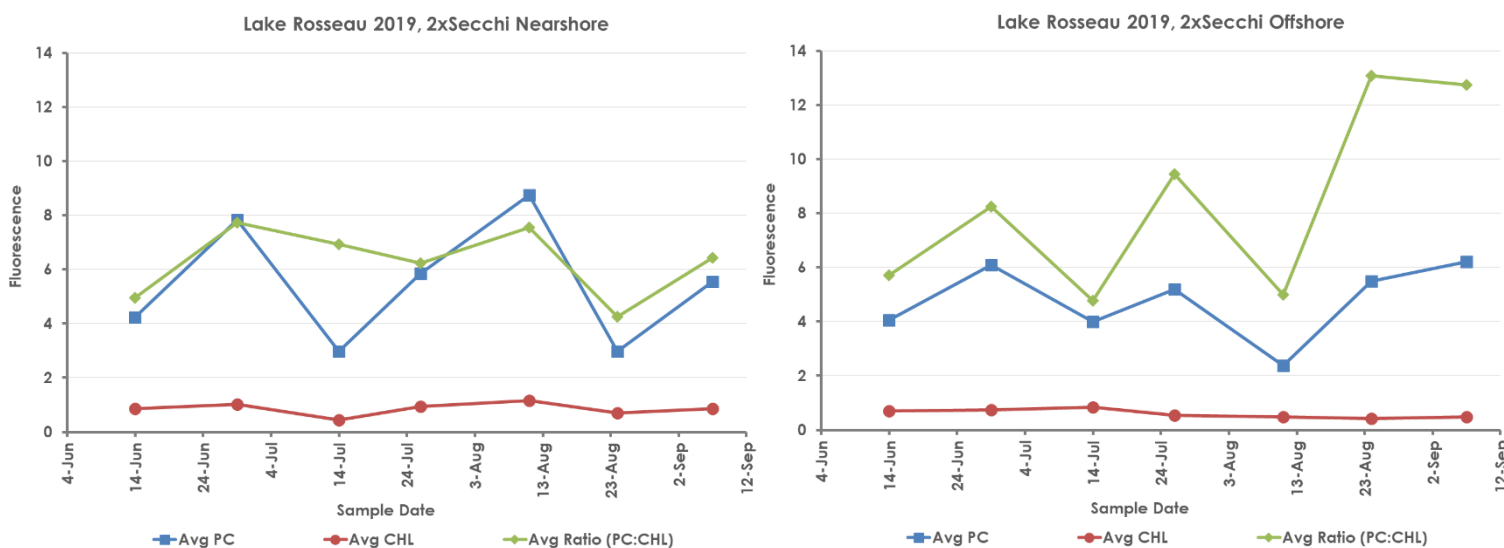 Lake Rosseau 2019, 2xSecchi Nearshore
14
12
10
8
6
4
2
0
Fluorescence
4-Jun
14-Jun
24-Jun
4-Jul
14-Jul
24-Jul
3-Aug
13-Aug
23-Aug
2-Sep
12-Sep
Sample Date
Avg PC
Avg CHL
Avg Ratio (PC:CHL)
Lake Rosseau 2019, 2xSecchi Offshore
14
12
10
8
6
4
2
0
Fluorescence
4-Jun
14-Jun
24-Jun
4-Jul
14-Jul
24-Jul
3-Aug
13-Aug
23-Aug
2-Sep
12-Sep
Sample Date
Avg PC
Avg CHL
Avg Ratio (PC:CHL)